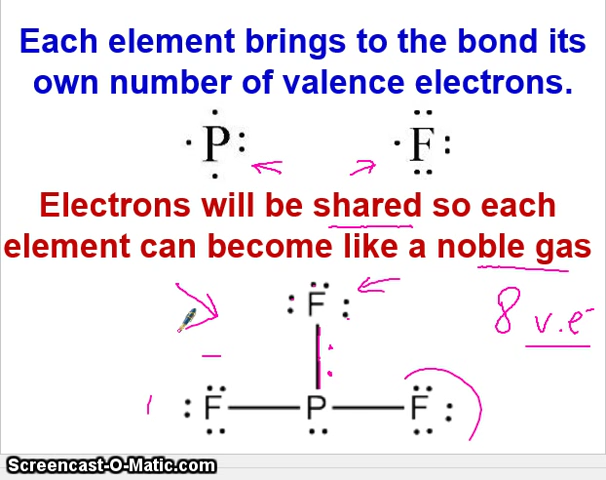 Each element brings to the bond its
own number of valence electrons.
·P: ·F:
Electrons will be shared so each
element can become like a noble gas
:F:
8 v.e⁻
:F—P—F:
Screencast-O-Matic.com